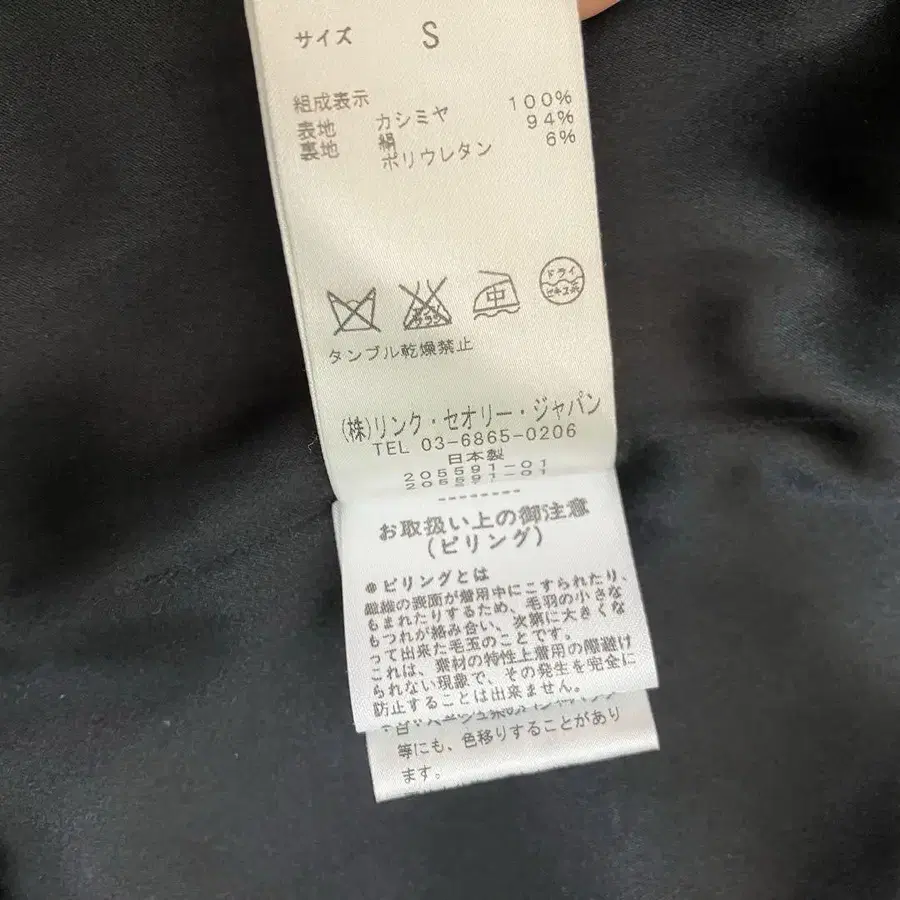 サイズ S
組成表示
表地 カシミヤ 100%
裏地 絹 94%
ポリウレタン 6%
中
ドライ
セキユ系
タンブル乾燥禁止
(株)リンク・セオリー・ジャパン
TEL 03-6865-0206
日本製
205591-01
205591-01
--------
お取扱い上の御注意
(ピリング)
●ピリングとは
繊維の表面が着用中にこすられたり、
もまれたりするため、毛羽の小さな
もつれが絡み合い、次第に大きくな
って出来た毛玉のことです。
これは、素材の特性上着用の際避け
られない現象で、その発生を完全に
防止することは出来ません。
等にも、色移りすることがあり
ます。